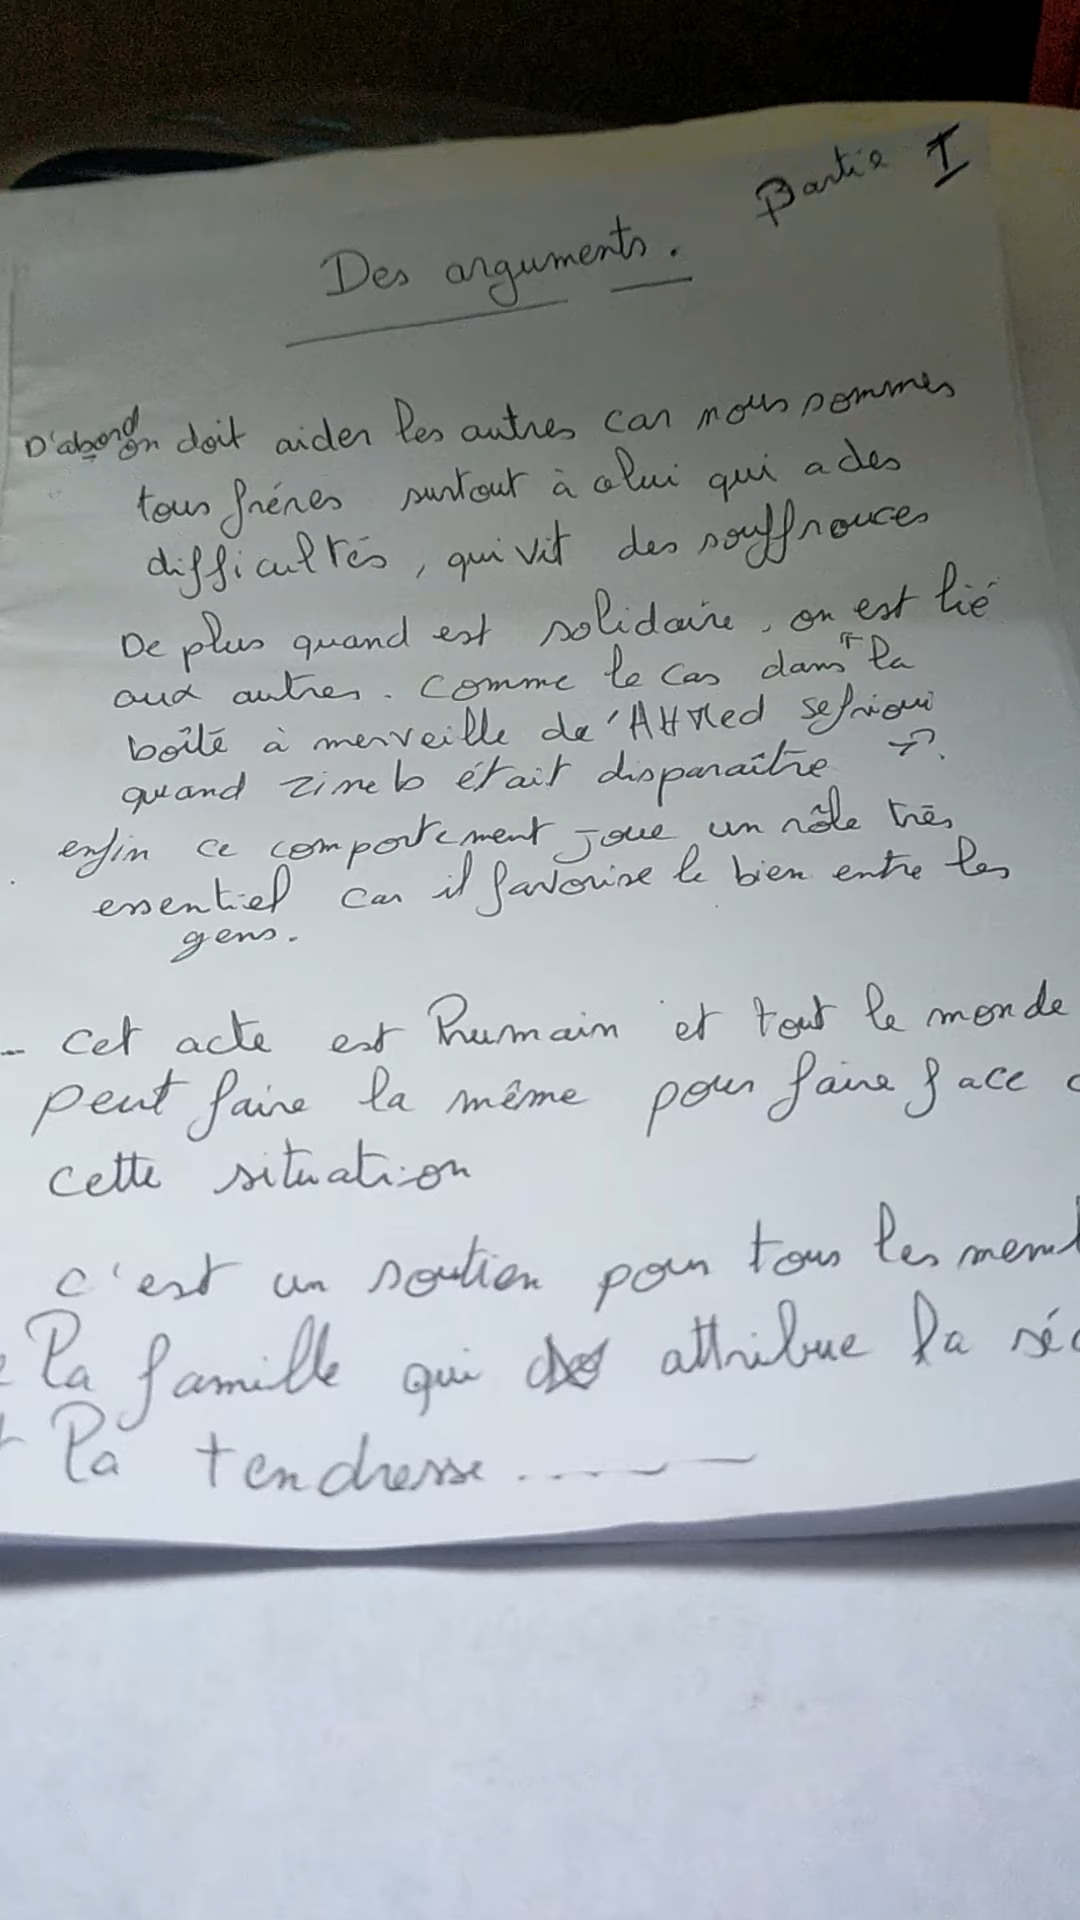 Partie I
Des arguments.
D'abord on doit aider les autres car nous sommes
tous fréres surtout à celui qui a des
difficultés, qui vit des souffrouces
De plus quand est solidaire, on est lié
aux autres. Comme le cas dans la
boîté à merveille de 'AHMed sefrioui
quand zineb était disparaître
enfin ce comportement joue un rôle très
essentiel car il favorise le bien entre les
gens.
- cet acte est humain et tout le monde
peut faire la même pour faire face
cette situation
c'est un soutien pour tous les
la famille qui attribue la
la tendresse.....